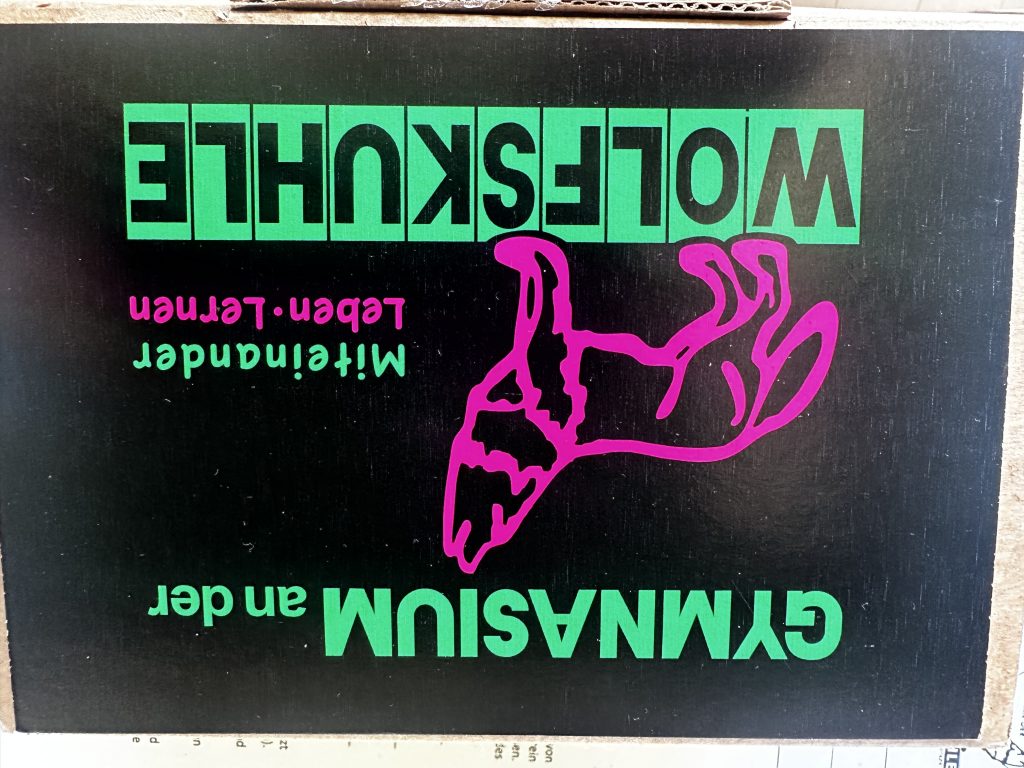 GYMNASIUM an der
Miteinander
Leben·Lernen
WOLFSKUHLE